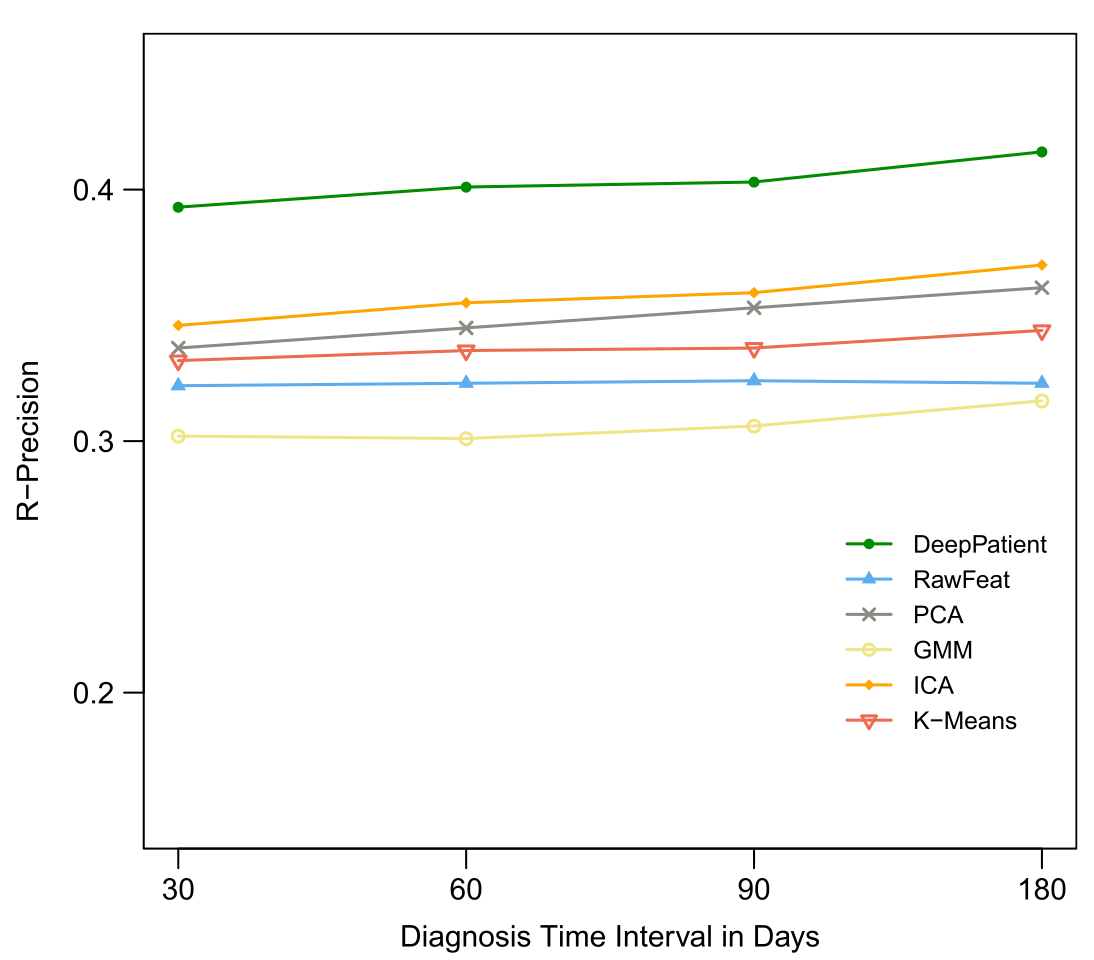 0.4
0.3
0.2
R−Precision
DeepPatient
RawFeat
PCA
GMM
ICA
K−Means
30 60 90 180
Diagnosis Time Interval in Days